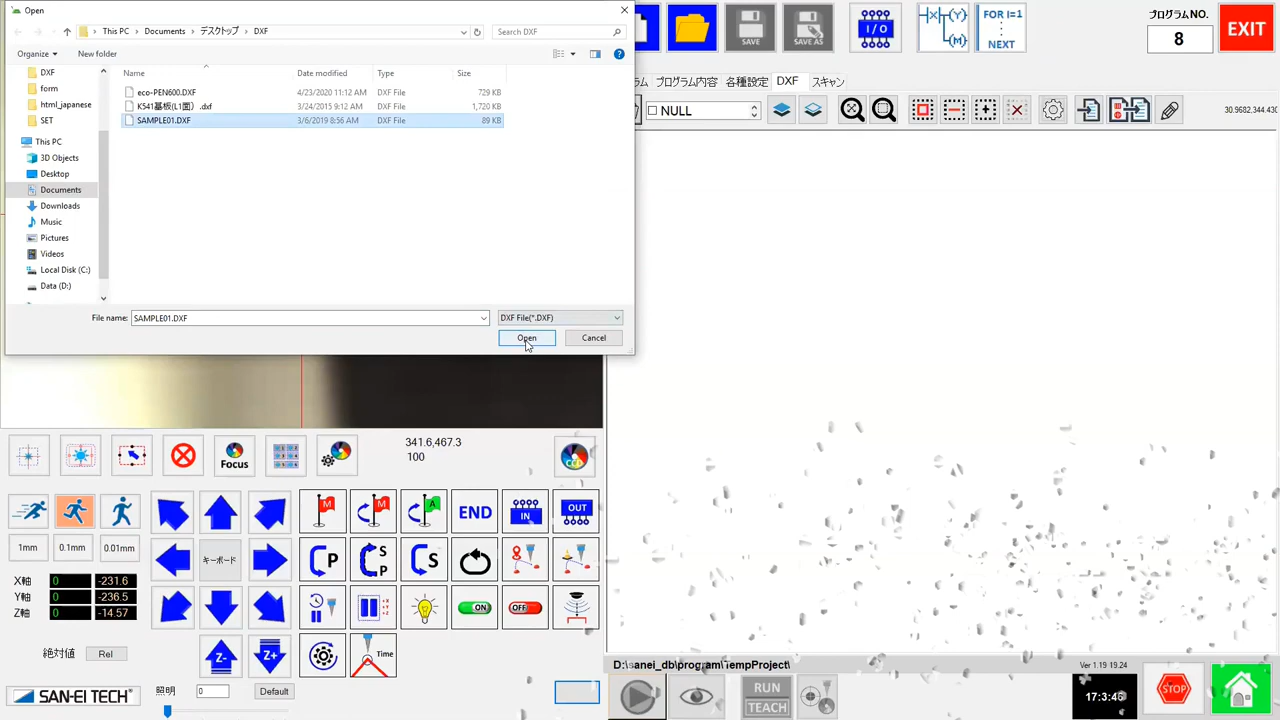 Open
This PC > Documents > デスクトップ > DXF
Search DXF
Organize
New folder
Name
Date modified
Type
Size
eco-PEN600.DXF
4/23/2020 11:12 AM
DXF File
729 KB
K541基板(L1面) .dxf
3/24/2015 9:12 AM
DXF File
1,720 KB
SAMPLE01.DXF
3/6/2019 8:56 AM
DXF File
89 KB
DXF
form
html_japanese
SET
This PC
3D Objects
Desktop
Documents
Downloads
Music
Pictures
Videos
Local Disk (C:)
Data (D:)
File name:
SAMPLE01.DXF
DXF File(*.DXF)
Open
Cancel
SAVE
SAVE AS
I/O
(X)
(Y)
(M)
FOR I=1
NEXT
プログラムNO.
8
EXIT
ラム
プログラム内容
各種設定
DXF
スキャン
NULL
30.9682,344.430
Focus
341.6,467.3
100
CCD
M
M
A
END
IN
OUT
1mm
0.1mm
0.01mm
キーボード
P
S
P
S
ON
OFF
X軸 0 -231.6
Y軸 0 -236.5
Z軸 0 -14.57
絶対値
Rel
Z-
Z+
Time
SAN-EI TECH
照明
0
Default
D:\sanei_db\program\TempProject\
Ver 1.19 19.24
RUN
TEACH
17:3:46
STOP